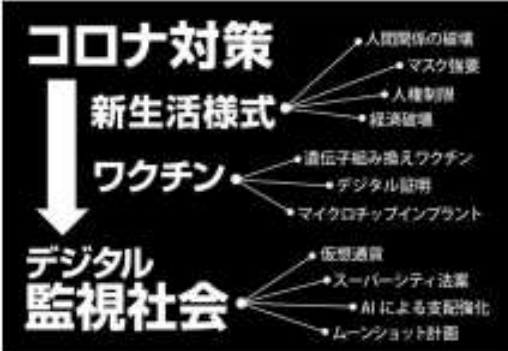 コロナ対策
新生活様式
人間関係の破壊
マスク強要
人権制限
経済破壊
ワクチン
遺伝子組み換えワクチン
デジタル証明
マイクロチップインプラント
デジタル
監視社会
仮想通貨
スーパーシティ法案
AIによる支配強化
ムーンショット計画